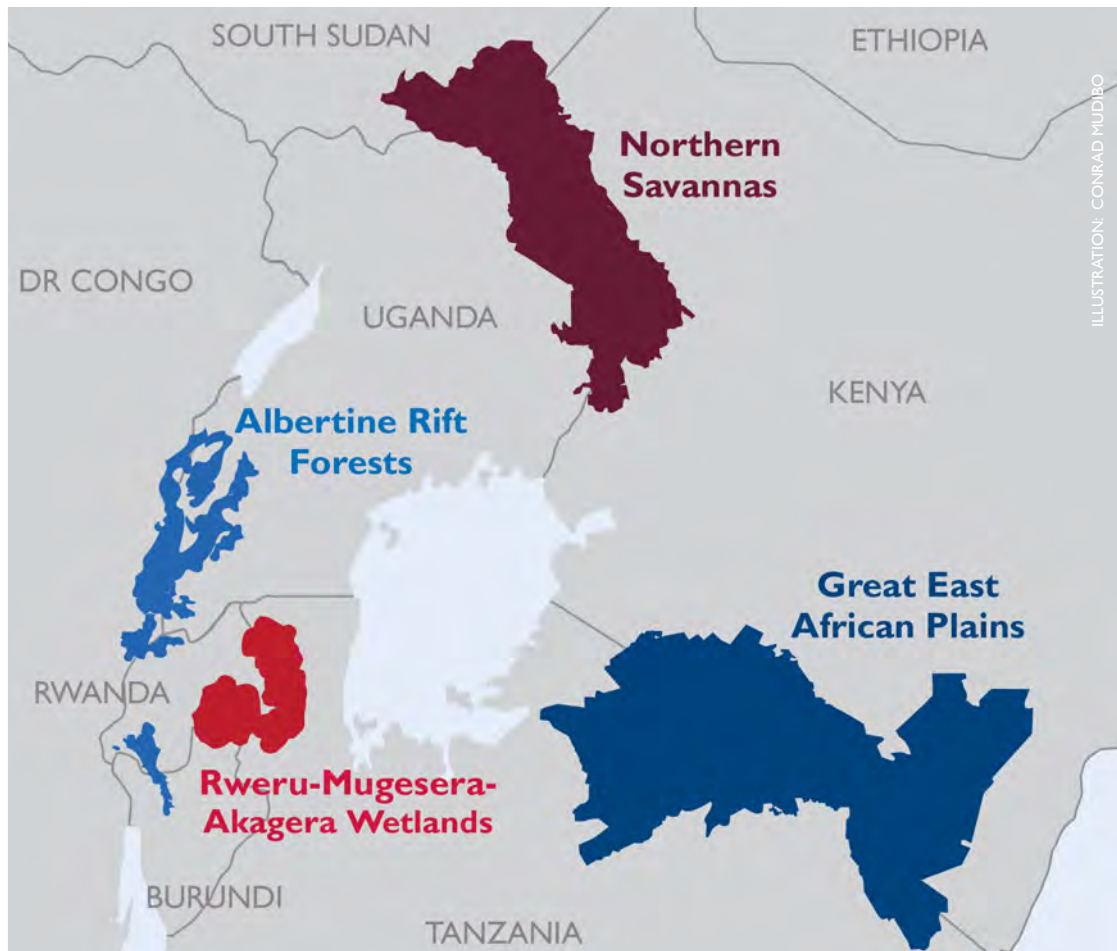 SOUTH SUDAN
ETHIOPIA
ILLUSTRATION: CONRAD MUDIBO
Northern
Savannas
DR CONGO
UGANDA
KENYA
Albertine Rift
Forests
Great East
African Plains
RWANDA
Rweru-Mugesera-
Akagera Wetlands
BURUNDI
TANZANIA